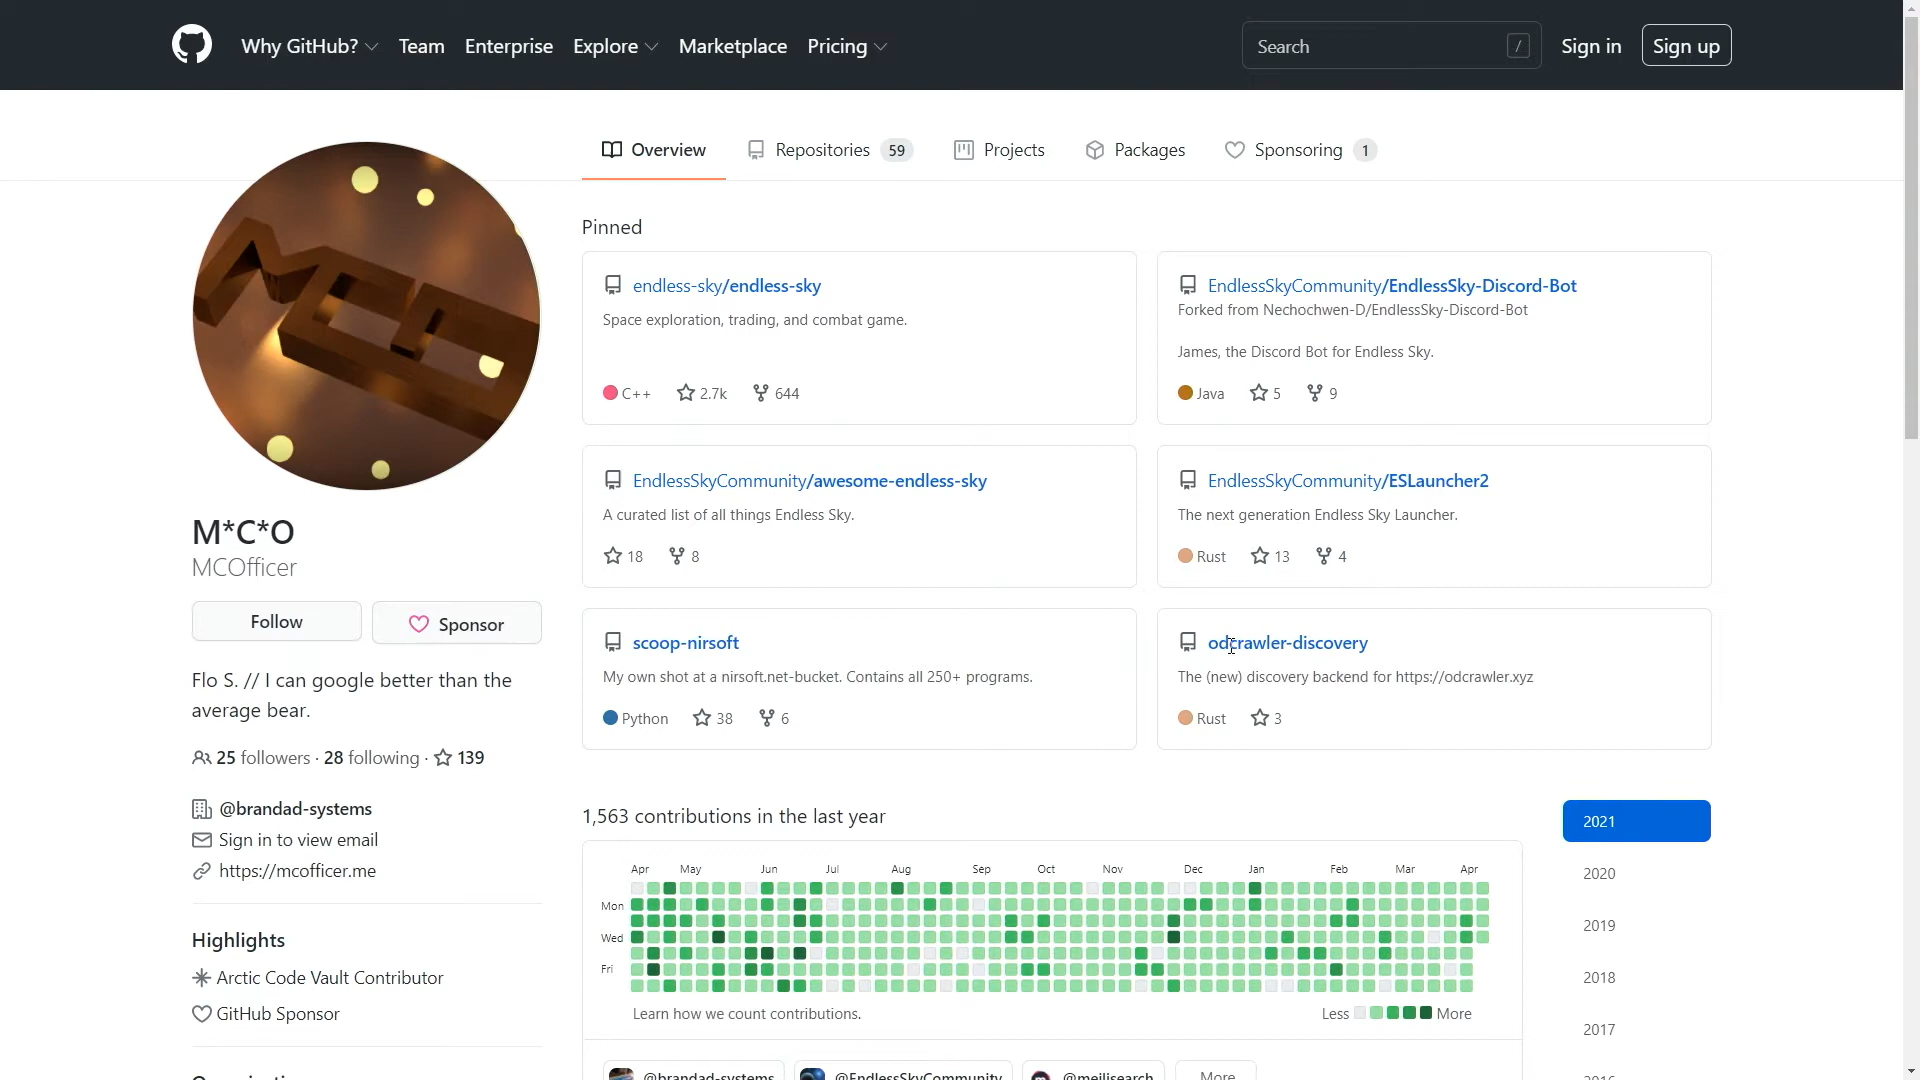 Why GitHub? Team Enterprise Explore Marketplace Pricing Search / Sign in Sign up
Overview Repositories 59 Projects Packages Sponsoring 1
M*C*O
MCOfficer
Follow Sponsor
Flo S. // I can google better than the
average bear.
25 followers · 28 following · 139
@brandad-systems
Sign in to view email
https://mcofficer.me
Highlights
Arctic Code Vault Contributor
GitHub Sponsor
Pinned
endless-sky/endless-sky
Space exploration, trading, and combat game.
C++ 2.7k 644
EndlessSkyCommunity/EndlessSky-Discord-Bot
Forked from Nechochwen-D/EndlessSky-Discord-Bot
James, the Discord Bot for Endless Sky.
Java 5 9
EndlessSkyCommunity/awesome-endless-sky
A curated list of all things Endless Sky.
18 8
EndlessSkyCommunity/ESLauncher2
The next generation Endless Sky Launcher.
Rust 13 4
scoop-nirsoft
My own shot at a nirsoft.net-bucket. Contains all 250+ programs.
Python 38 6
odcrawler-discovery
The (new) discovery backend for https://odcrawler.xyz
Rust 3
1,563 contributions in the last year
Apr May Jun Jul Aug Sep Oct Nov Dec Jan Feb Mar Apr
Mon
Wed
Fri
Learn how we count contributions. Less More
@brandad-systems @EndlessSkyCommunity @meilisearch More
2021
2020
2019
2018
2017